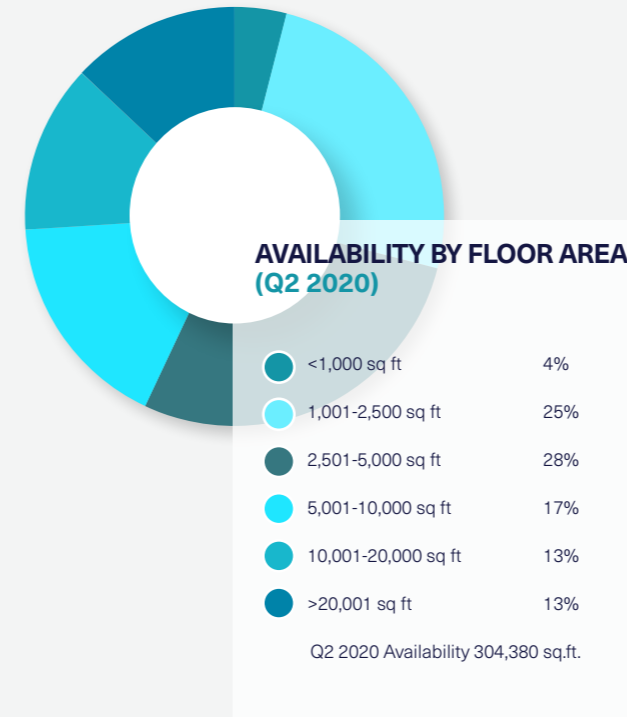 AVAILABILITY BY FLOOR AREA
(Q2 2020)
<1,000 sq ft 4%
1,001-2,500 sq ft 25%
2,501-5,000 sq ft 28%
5,001-10,000 sq ft 17%
10,001-20,000 sq ft 13%
>20,001 sq ft 13%
Q2 2020 Availability 304,380 sq.ft.